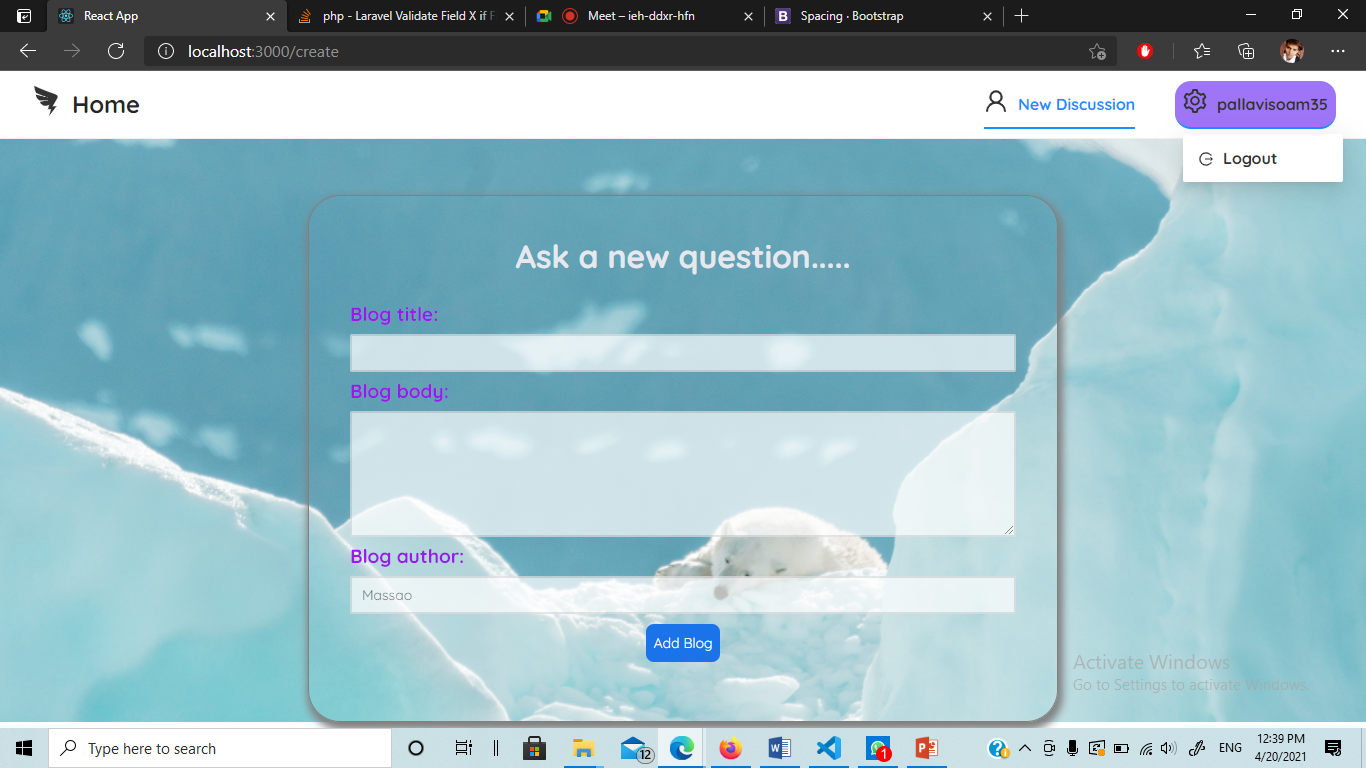 React App
php - Laravel Validate Field X if F
Meet – ieh-ddxr-hfn
B
Spacing · Bootstrap
localhost:3000/create
Home
New Discussion
pallavisoam35
Logout
Ask a new question.....
Blog title:
Blog body:
Blog author:
Massao
Add Blog
Activate Windows
Go to Settings to activate Windows.
Type here to search
12
W
1
P
ENG
12:39 PM
4/20/2021